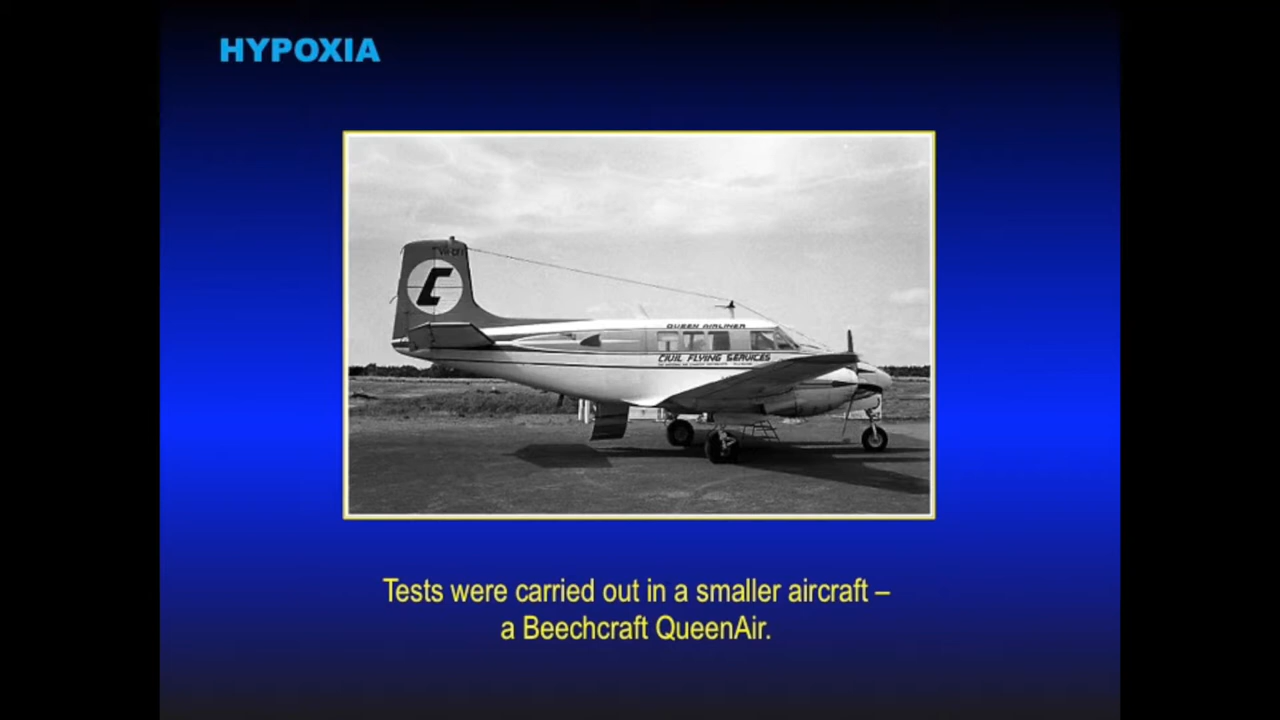 HYPOXIA
C
QUEEN AIRLINER
CIVIL FLYING SERVICES
Tests were carried out in a smaller aircraft –
a Beechcraft QueenAir.